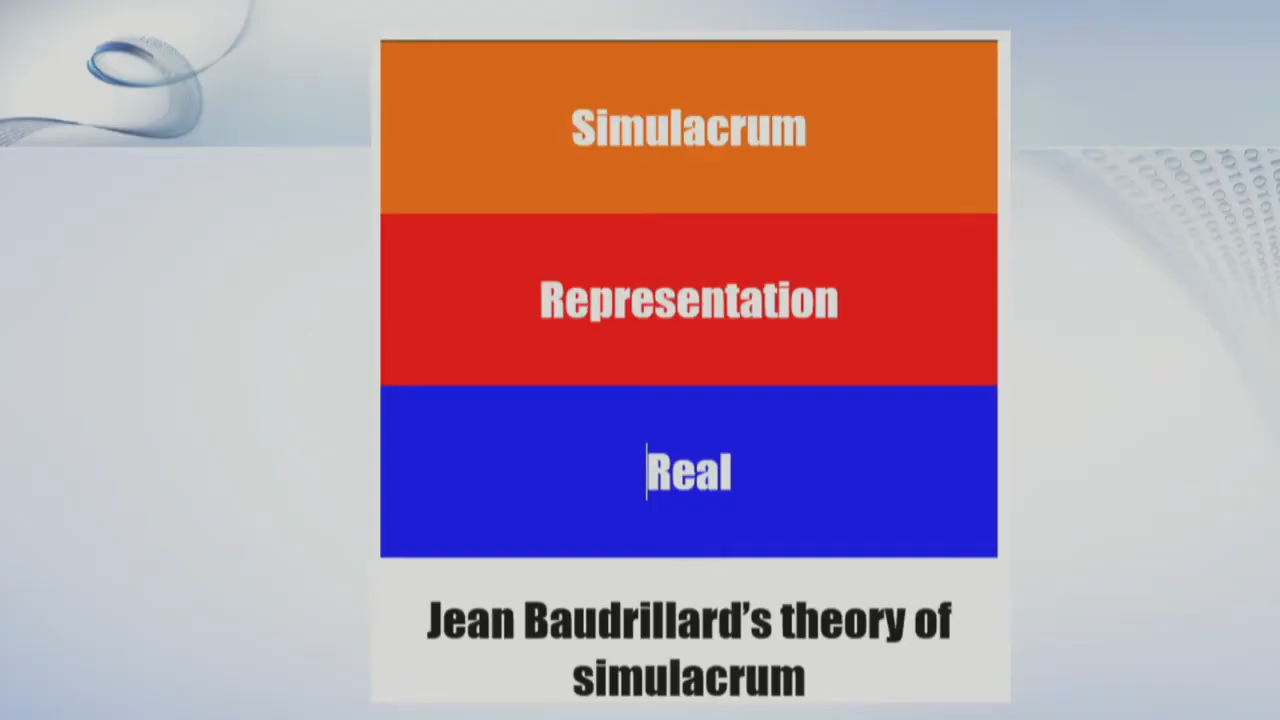 Simulacrum
Representation
Real
Jean Baudrillard’s theory of
simulacrum